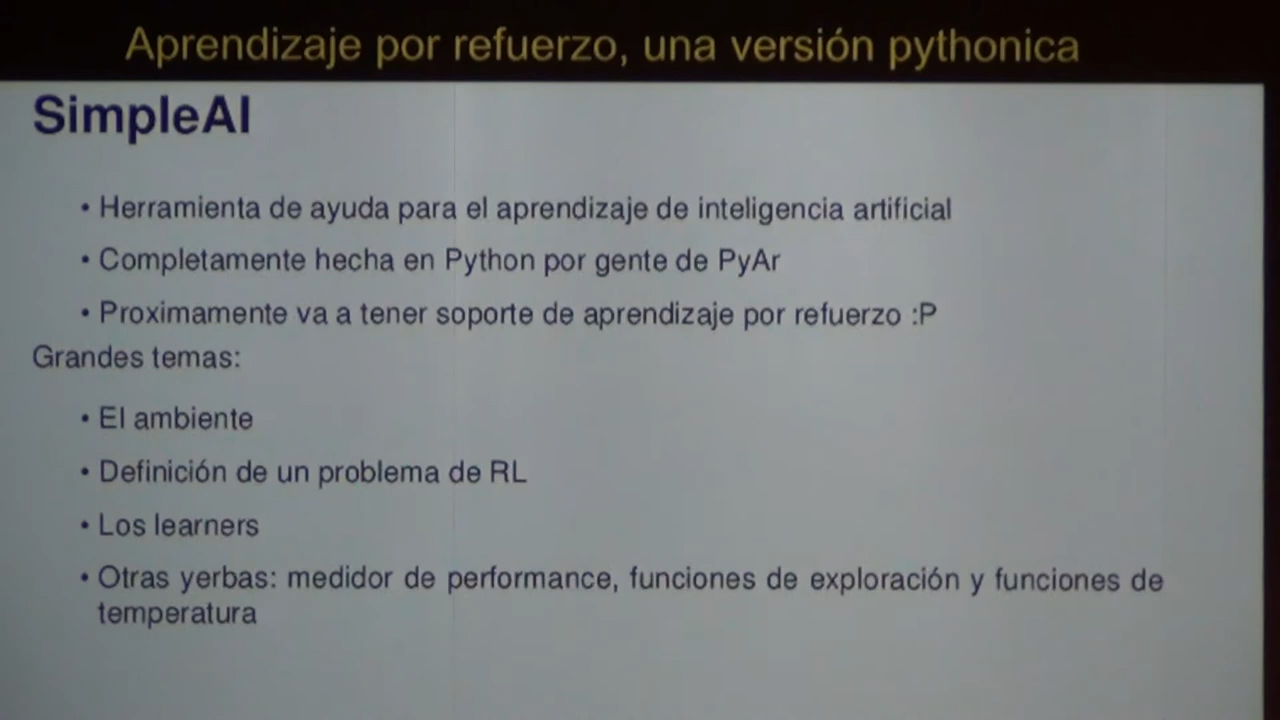 Aprendizaje por refuerzo, una versión pythonica
SimpleAI
• Herramienta de ayuda para el aprendizaje de inteligencia artificial
• Completamente hecha en Python por gente de PyAr
• Proximamente va a tener soporte de aprendizaje por refuerzo :P
Grandes temas:
• El ambiente
• Definición de un problema de RL
• Los learners
• Otras yerbas: medidor de performance, funciones de exploración y funciones de
temperatura